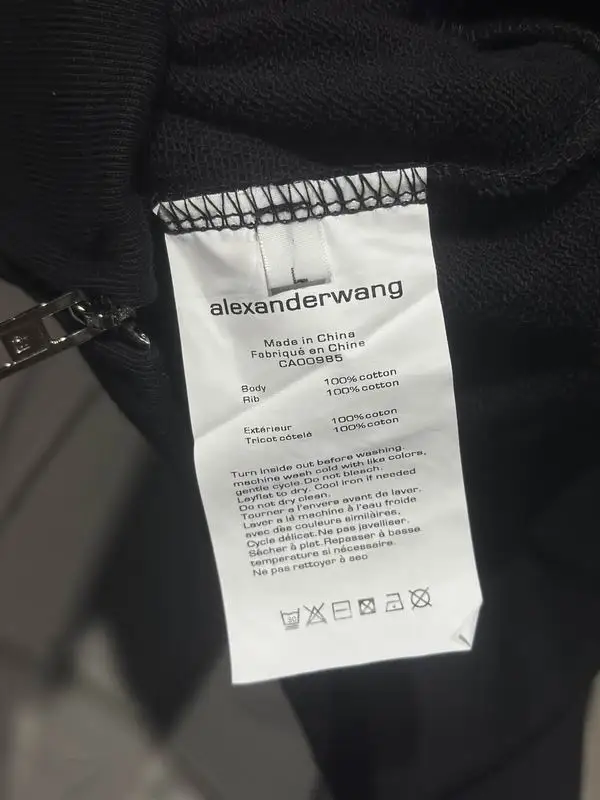 L
alexanderwang
Made in China
Fabriqué en Chine
CA00985
Body 100% cotton
Rib 100% cotton
Extérieur 100% coton
Tricot côtelé 100% coton
Turn inside out before washing.
machine wash cold with like colors,
gentle cycle.Do not bleach.
Layflat to dry. Cool iron if needed
Do not dry clean.
Tourner a l'envers avant de laver.
Laver a la machine à l'eau froide
avec des couleurs similaires,
Cycle délicat.Ne pas javelliser.
Sècher à plat.Repasser à basse
temperature si nécessaire.
Ne pas nettoyer à sec
30